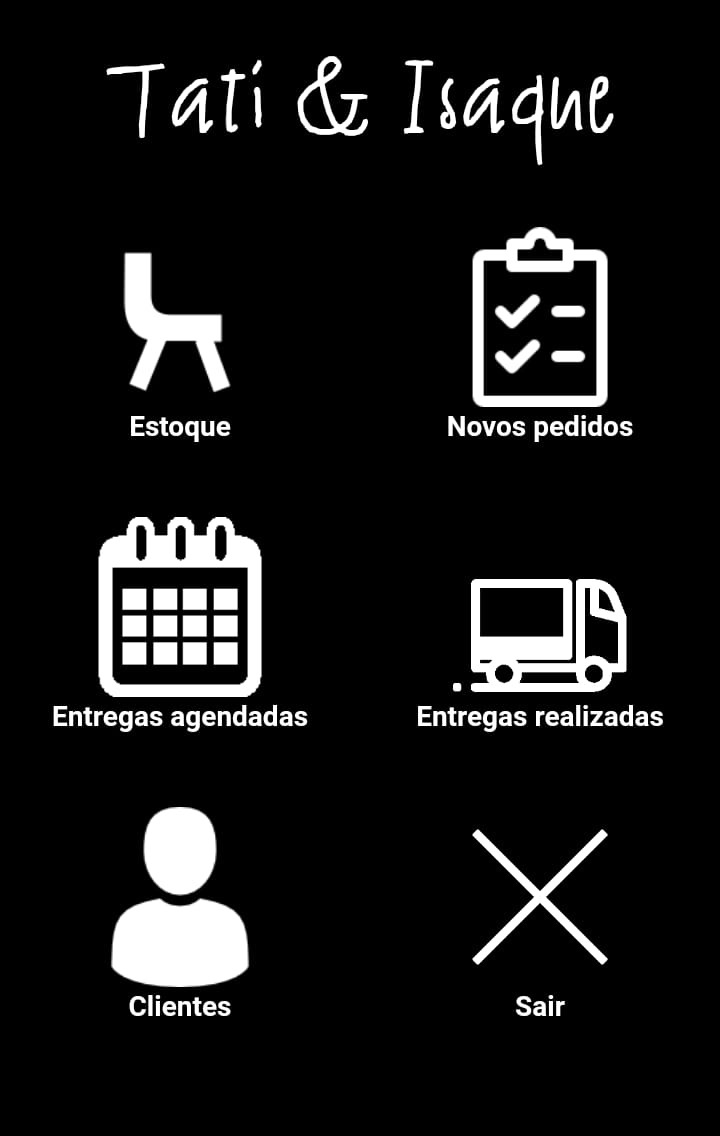 Tati & Isaque
Estoque
Novos pedidos
Entregas agendadas
Entregas realizadas
Clientes
Sair